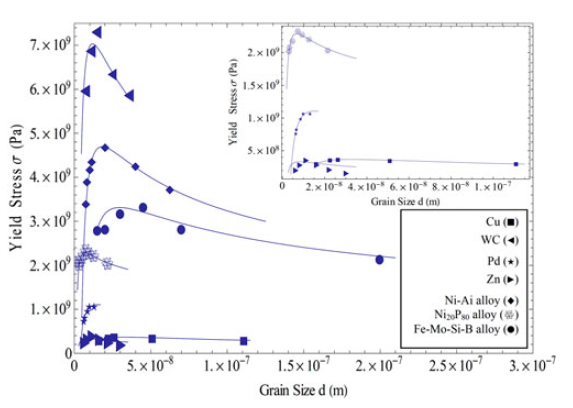 7.×10⁹
6.×10⁹
5.×10⁹
4.×10⁹
3.×10⁹
2.×10⁹
1.×10⁹
0
Yield Stress σ (Pa)
0
5.×10⁻⁸
1.×10⁻⁷
1.5×10⁻⁷
2.×10⁻⁷
2.5×10⁻⁷
3.×10⁻⁷
Grain Size d (m)
2.×10⁹
1.5×10⁹
1.×10⁹
5.×10⁸
Yield Stress σ (Pa)
0
2.×10⁻⁸
4.×10⁻⁸
6.×10⁻⁸
8.×10⁻⁸
1.×10⁻⁷
Grain Size d (m)
Cu (■)
WC (◄)
Pd (★)
Zn (►)
Ni-Ai alloy (◆)
Ni₂₀P₈₀ alloy (❊)
Fe-Mo-Si-B alloy (●)